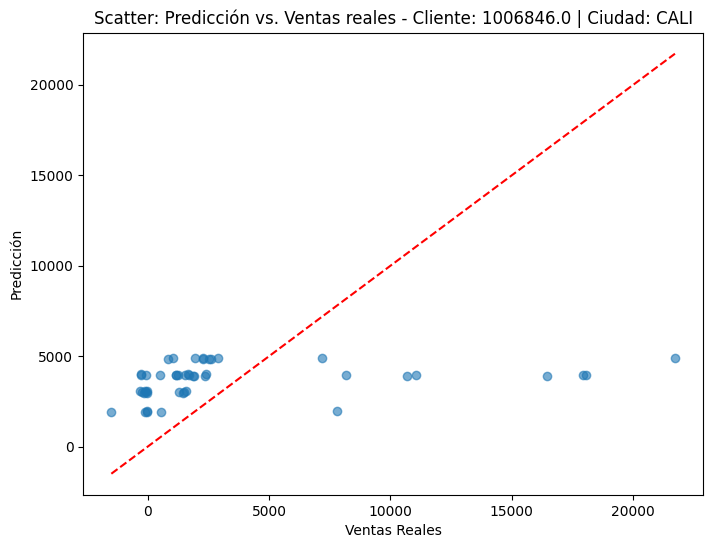 Scatter: Predicción vs. Ventas reales - Cliente: 1006846.0 | Ciudad: CALI
20000
15000
10000
5000
0
Predicción
0 5000 10000 15000 20000
Ventas Reales